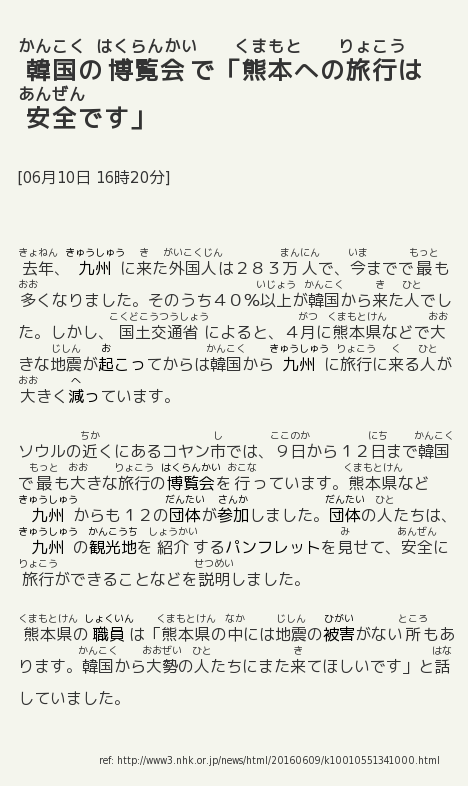 かんこく はくらんかい くまもと りょこう
韓国の博覧会で「熊本への旅行は
あんぜん
安全です」
[06月10日 16時20分]
きょねん きゅうしゅう き がいこくじん まんにん いま もっと
去年、九州に来た外国人は283万人で、今までで最も
おお いじょう かんこく き ひと
多くなりました。そのうち40%以上が韓国から来た人でし
こくどこうつうしょう がつ くまもとけん おお
た。しかし、国土交通省によると、4月に熊本県などで大
じしん お かんこく きゅうしゅう りょこう く ひと
きな地震が起こってからは韓国から九州に旅行に来る人が
おお へ
大きく減っています。
ちか し ここのか にち かんこく
ソウルの近くにあるコヤン市では、9日から12日まで韓国
もっと おお りょこう はくらんかい おこな くまもとけん
で最も大きな旅行の博覧会を行っています。熊本県など
きゅうしゅう だんたい さんか だんたい ひと
九州からも12の団体が参加しました。団体の人たちは、
きゅうしゅう かんこうち しょうかい み あんぜん
九州の観光地を紹介するパンフレットを見せて、安全に
りょこう せつめい
旅行ができることなどを説明しました。
くまもとけん しょくいん くまもとけん なか じしん ひがい ところ
熊本県の職員は「熊本県の中には地震の被害がない所もあ
かんこく おおぜい ひと き はな
ります。韓国から大勢の人たちにまた来てほしいです」と話
していました。
ref: http://www3.nhk.or.jp/news/html/20160609/k10010551341000.html